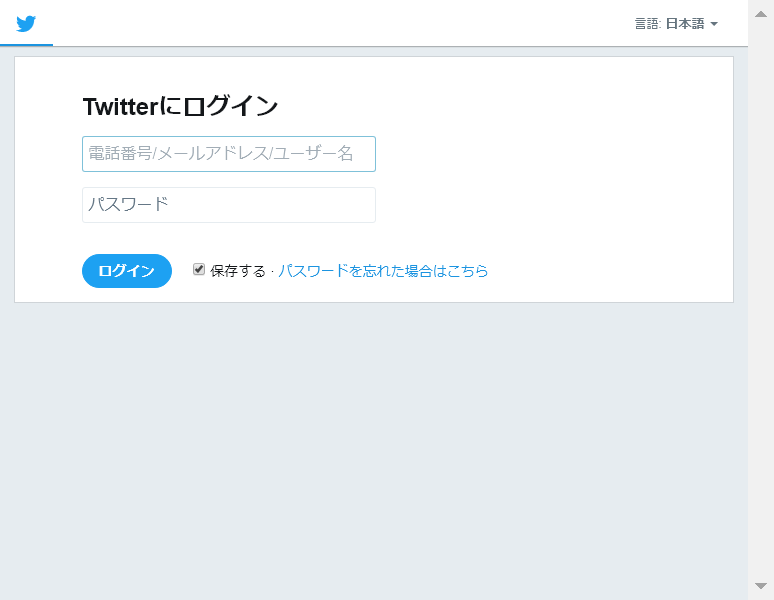 言語: 日本語
Twitterにログイン
電話番号/メールアドレス/ユーザー名
パスワード
ログイン 保存する · パスワードを忘れた場合はこちら